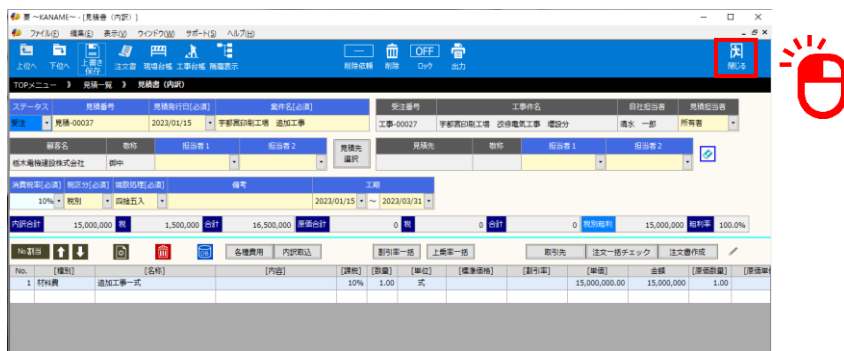 要 ~KANAME~ - [見積書（内訳）]
ファイル(F) 編集(E) 表示(V) ウィンドウ(W) サポート(S) ヘルプ(H)
上位へ 下位へ 上書き保存 注文書 現場台帳 工事台帳 階層表示 削除依頼 削除 OFF ロック 出力 閉じる
TOPメニュー 》 見積一覧 》 見積書（内訳）
ステータス 見積番号 見積発行日[必須] 案件名[必須] 受注番号 工事件名 自社担当者 見積担当者
受注 見積-00037 2022/01/15 宇都宮印刷工場 追加工事 工事-00027 宇都宮印刷工場 改修電気工事 増設分 清水 一郎 所有者
顧客名 敬称 担当者1 担当者2 見積先選択 見積先 敬称 担当者1 担当者2
栃木電機建設株式会社 御中
消費税率[必須] 税区分[必須] 端数処理[必須] 備考 工期
10% 税別 四捨五入 2022/01/15 ～ 2022/03/31
内訳合計 15,000,000 税 1,500,000 合計 16,500,000 原価合計 0 税 0 合計 0 税別粗利 15,000,000 粗利率 100.0%
No割当 各種費用 内訳取込 割引率一括 上乗率一括 取引先 注文一括チェック 注文書作成
No. [種別] [名称] [内容] [課税] [数量] [単位] [標準価格] [割引率] [単価] 金額 [原価数量] [原価単
1 材料費 追加工事一式 10% 1.00 式 15,000,000.00 15,000,000 1.00